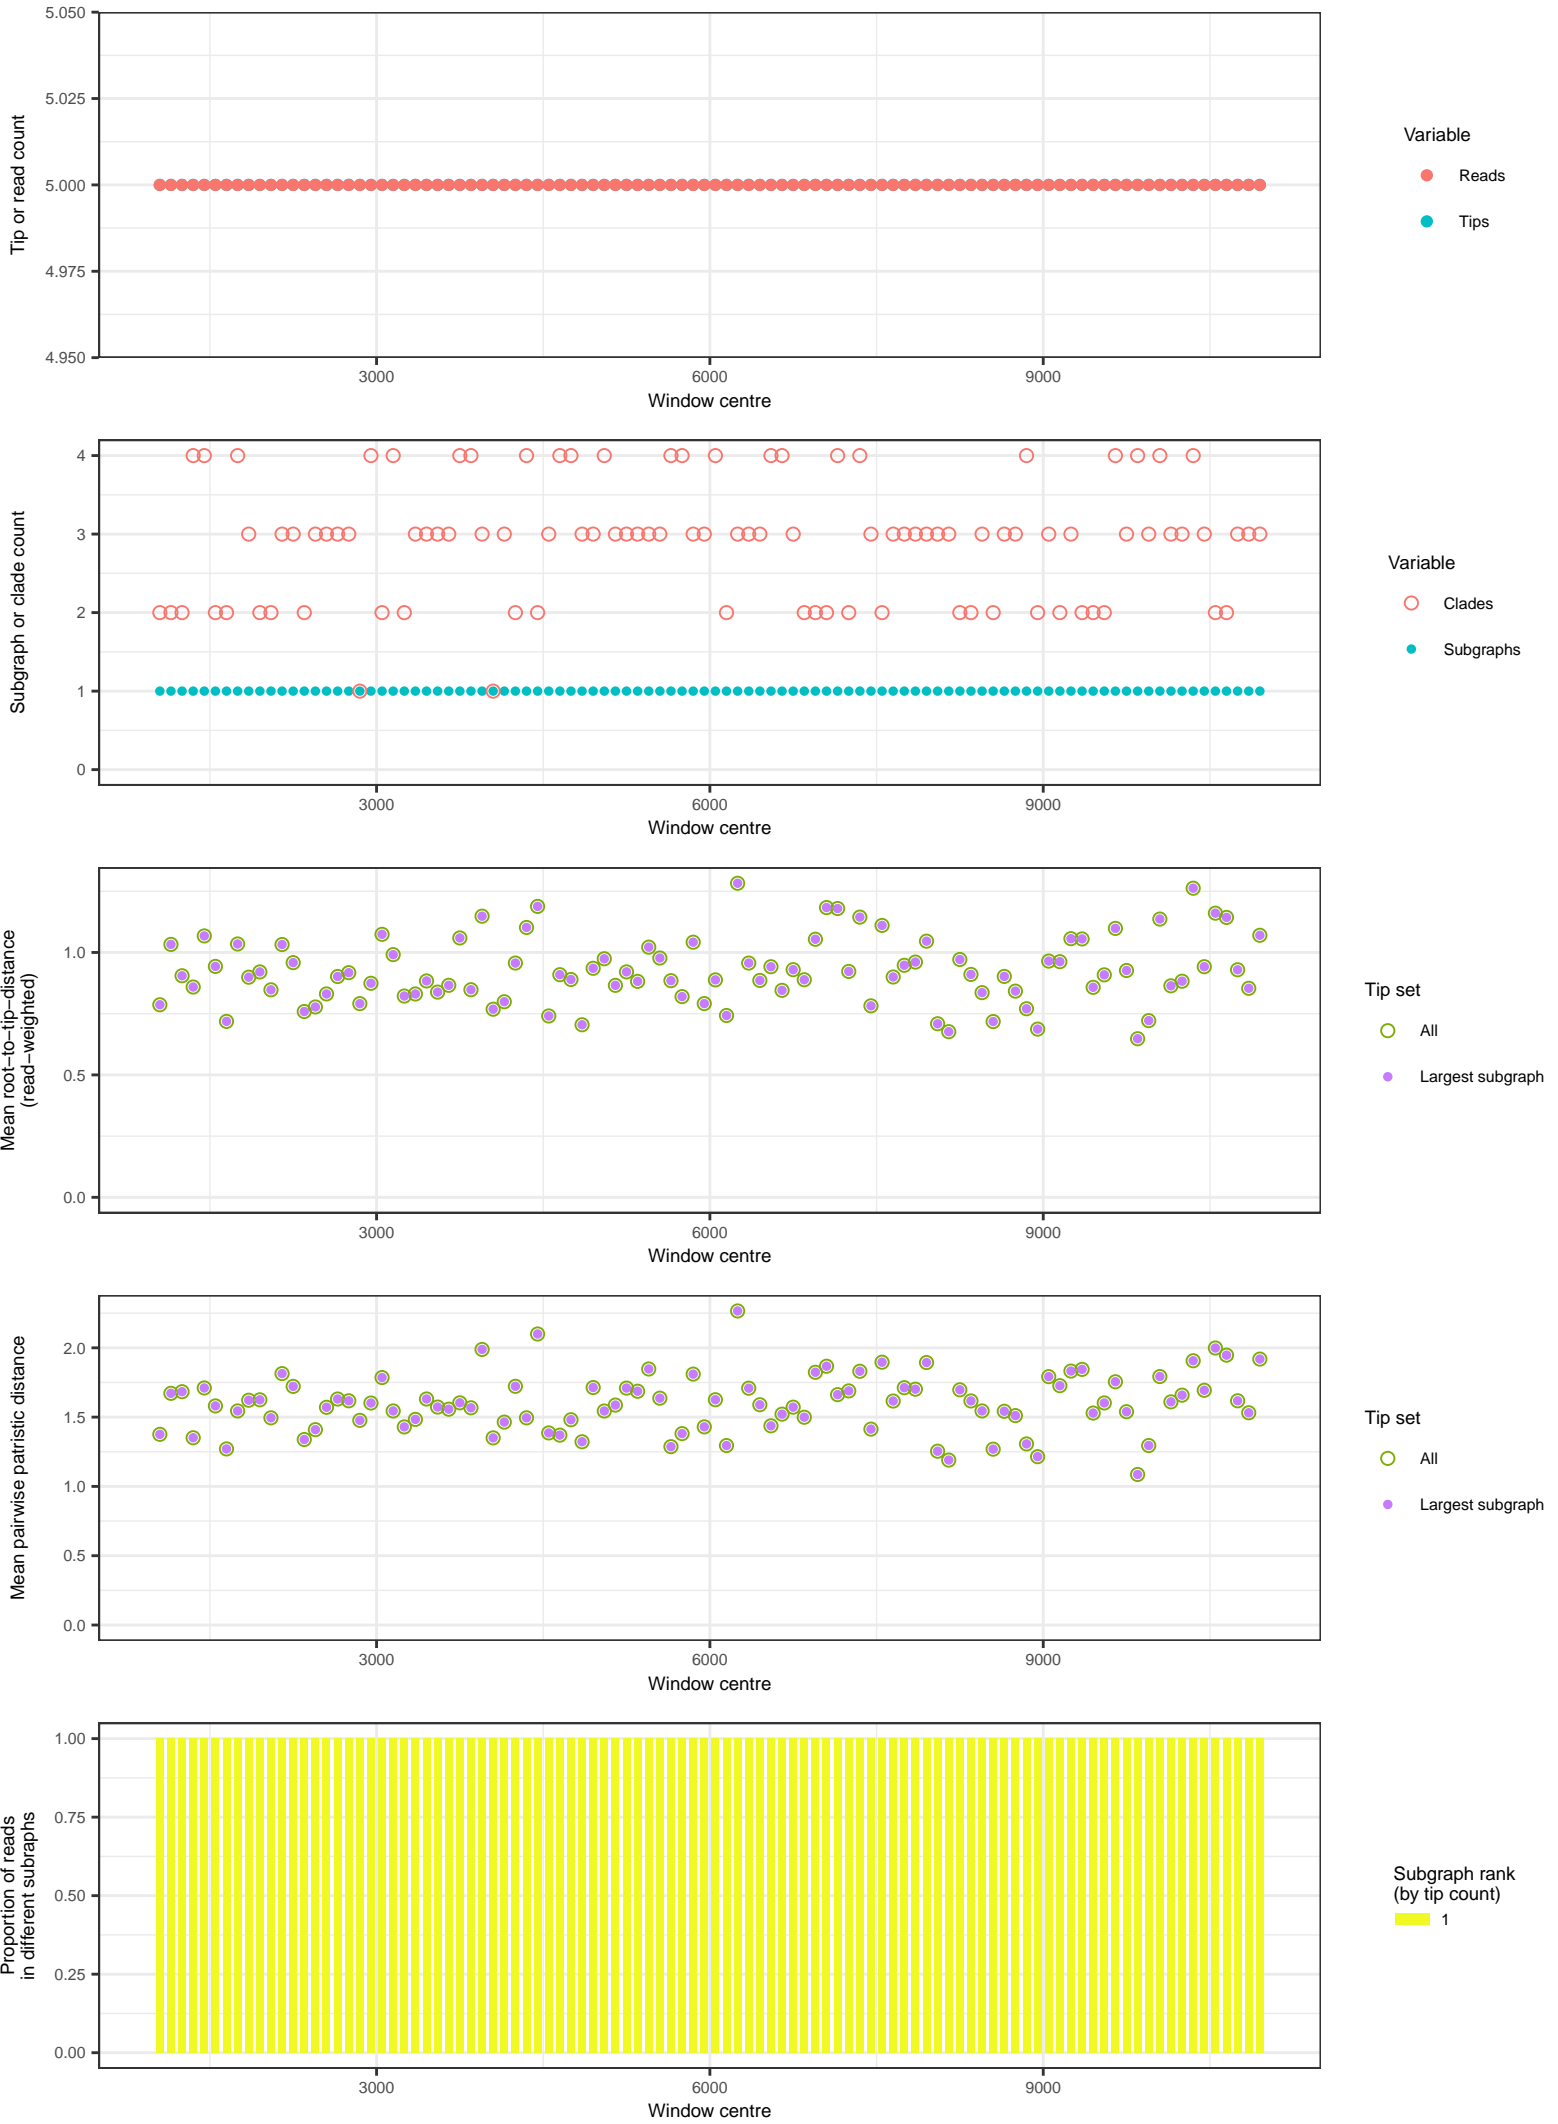 5.050
5.025
5.000
4.975
4.950
Tip or read count
3000
6000
9000
Window centre
Variable
Reads
Tips
4
3
2
1
0
Subgraph or clade count
3000
6000
9000
Window centre
Variable
Clades
Subgraphs
1.0
0.5
0.0
Mean root−to−tip−distance
(read−weighted)
3000
6000
9000
Window centre
Tip set
All
Largest subgraph
2.0
1.5
1.0
0.5
0.0
Mean pairwise patristic distance
3000
6000
9000
Window centre
Tip set
All
Largest subgraph
1.00
0.75
0.50
0.25
0.00
Proportion of reads
in different subraphs
3000
6000
9000
Window centre
Subgraph rank
(by tip count)
1